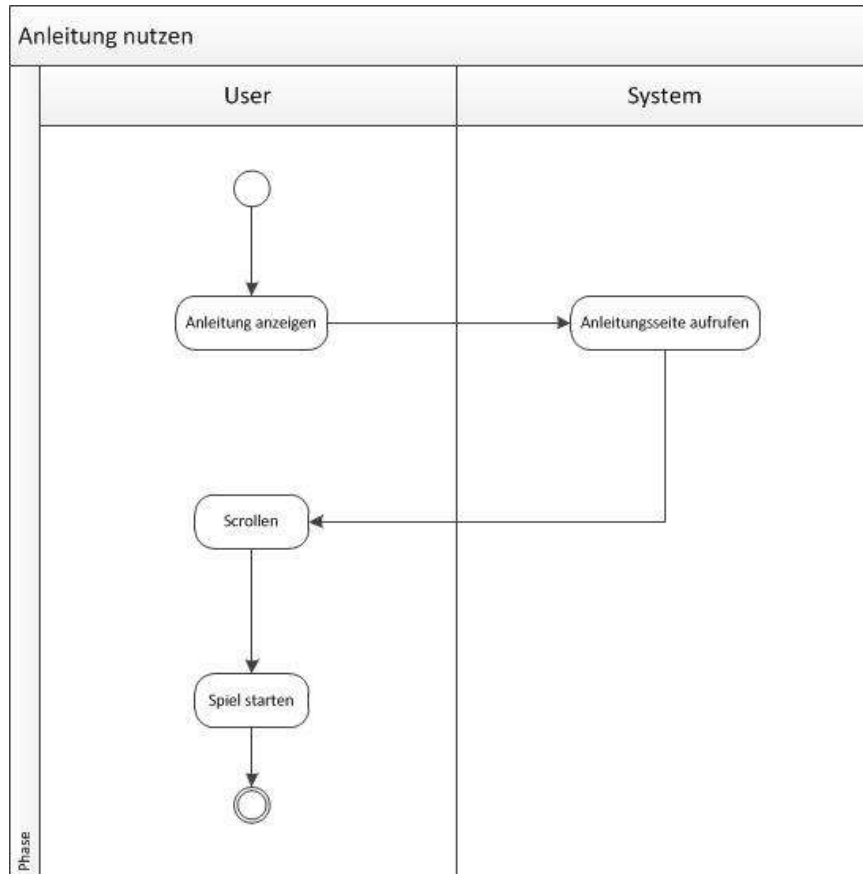 Anleitung nutzen
User
System
Anleitung anzeigen
Anleitungsseite aufrufen
Scrollen
Spiel starten
Phase